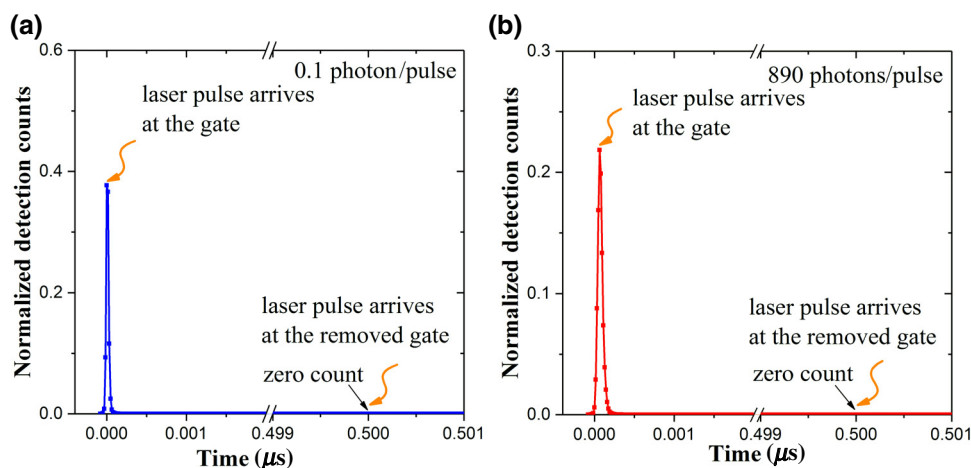 (a)
0.6
0.4
0.2
0.0
Normalized detection counts
0.1 photon/pulse
laser pulse arrives
at the gate
laser pulse arrives
at the removed gate
zero count
0.000
0.001
0.499
0.500
0.501
Time (μs)
(b)
0.3
0.2
0.1
0.0
Normalized detection counts
890 photons/pulse
laser pulse arrives
at the gate
laser pulse arrives
at the removed gate
zero count
0.000
0.001
0.499
0.500
0.501
Time (μs)